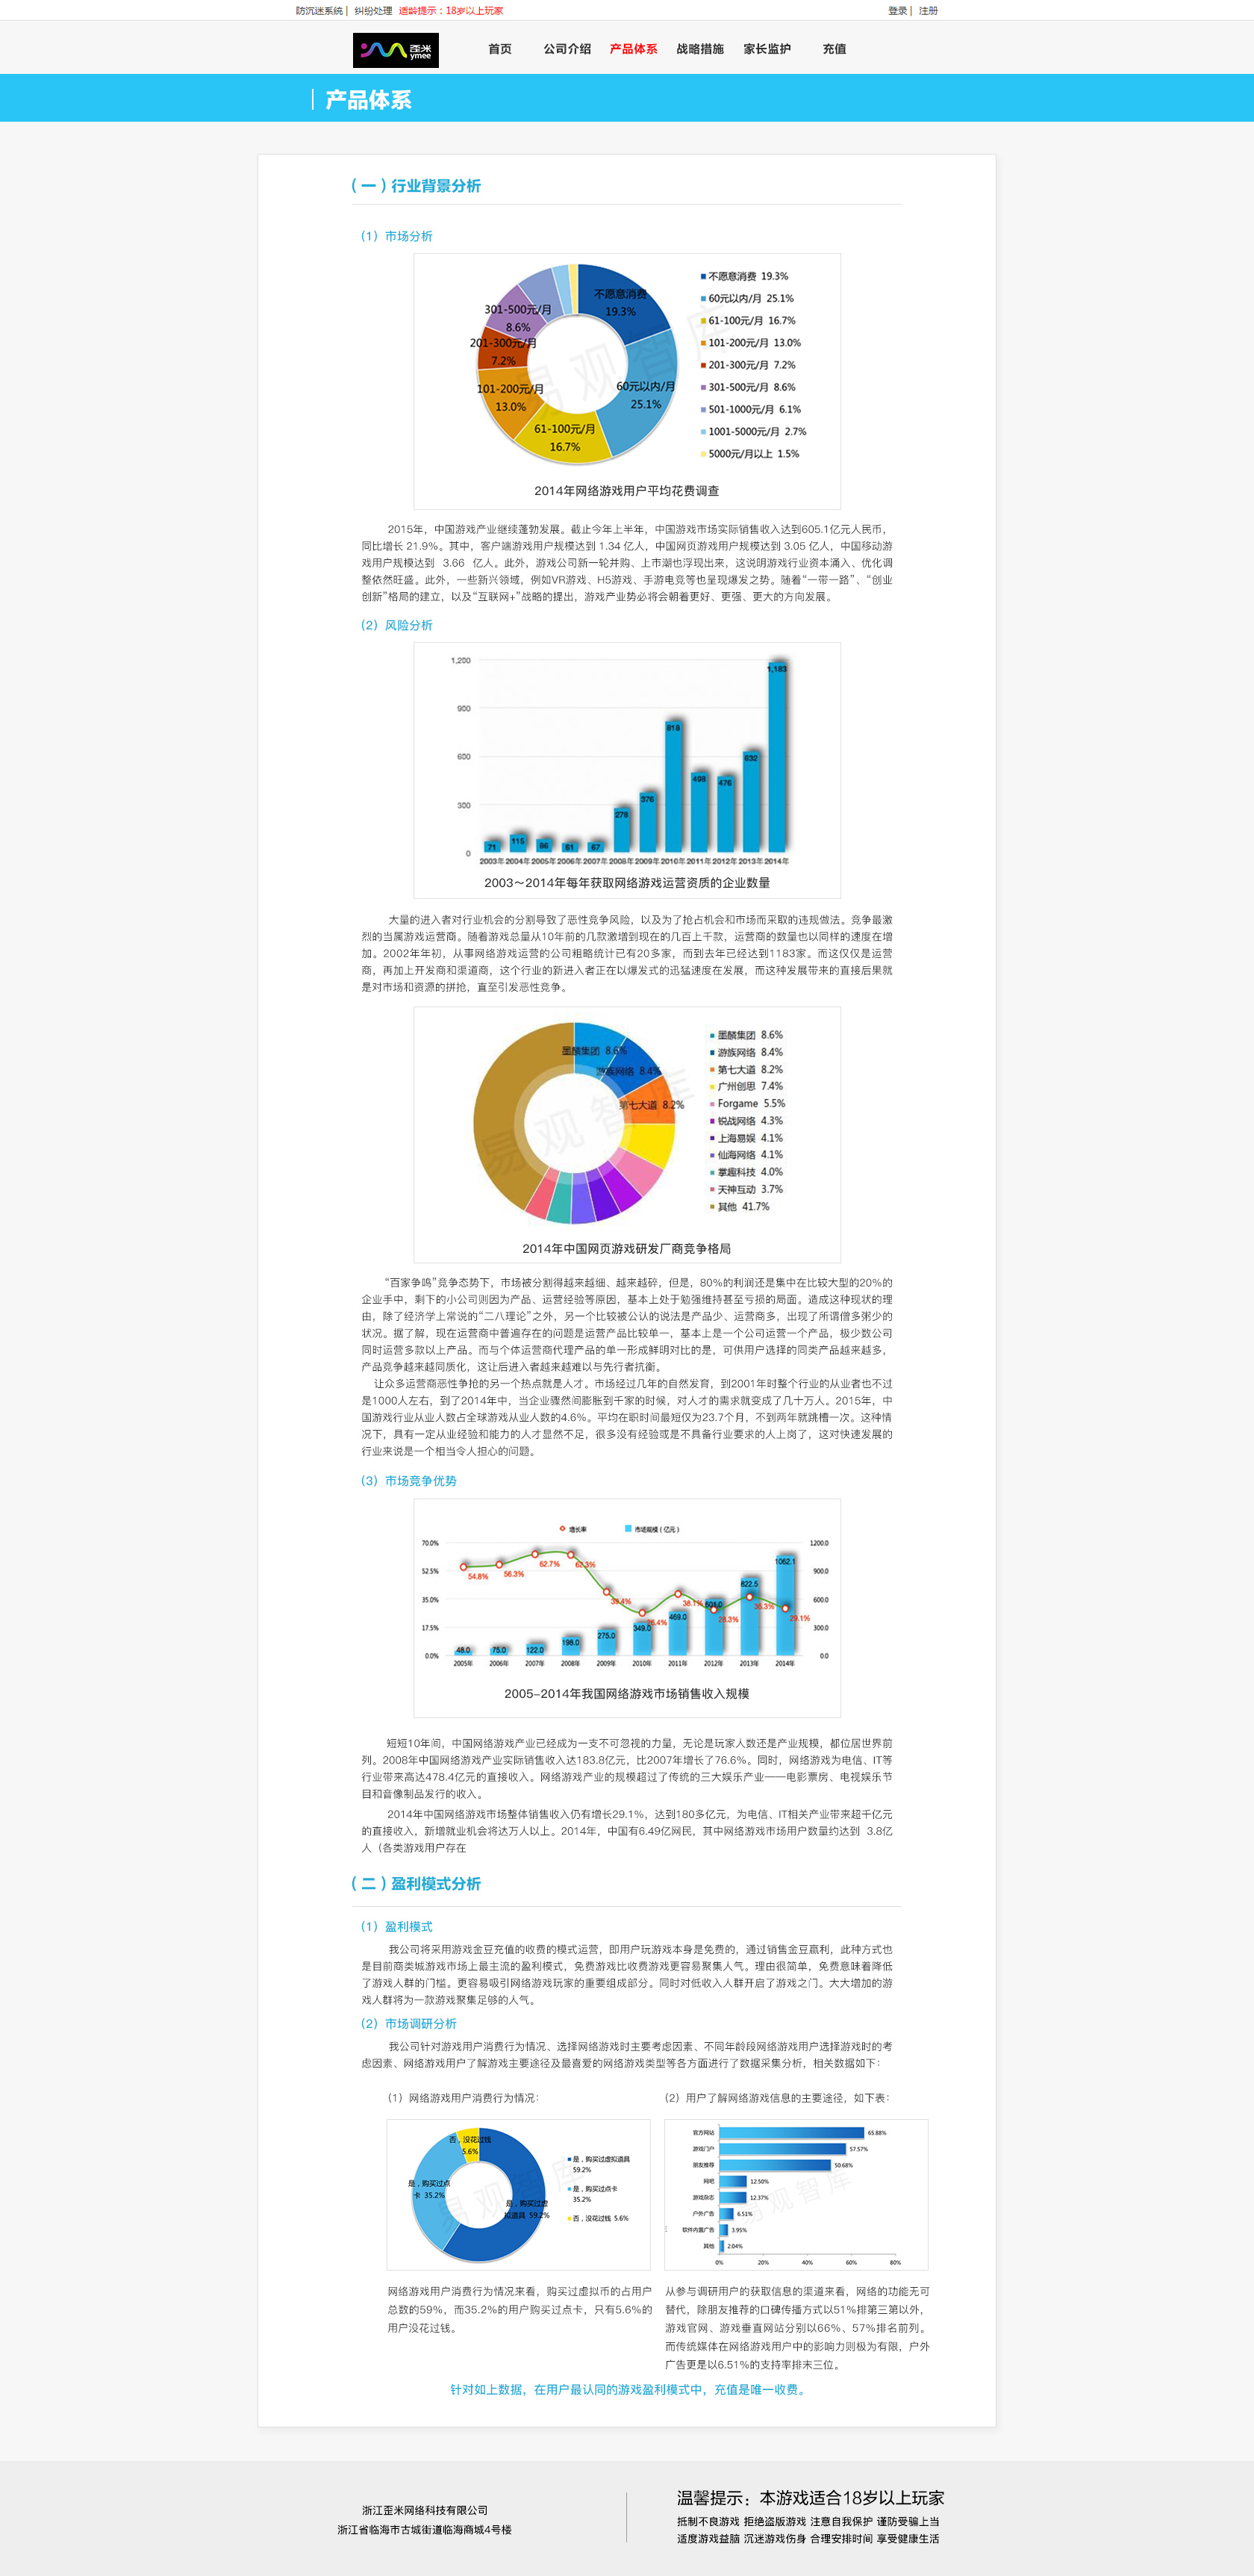 防沉迷系统 | 纠纷处理 适龄提示：18岁以上玩家
登录 | 注册
歪米
ymee
首页 公司介绍 产品体系 战略措施 家长监护 充值
产品体系
（一）行业背景分析
（1）市场分析
不愿意消费
19.3%
60元以内/月
25.1%
61-100元/月
16.7%
101-200元/月
13.0%
201-300元/月
7.2%
301-500元/月
8.6%
易观智库
不愿意消费 19.3%
60元以内/月 25.1%
61-100元/月 16.7%
101-200元/月 13.0%
201-300元/月 7.2%
301-500元/月 8.6%
501-1000元/月 6.1%
1001-5000元/月 2.7%
5000元/月以上 1.5%
2014年网络游戏用户平均花费调查
2015年，中国游戏产业继续蓬勃发展。截止今年上半年，中国游戏市场实际销售收入达到605.1亿元人民币，
同比增长 21.9%。其中，客户端游戏用户规模达到 1.34 亿人，中国网页游戏用户规模达到 3.05 亿人，中国移动游
戏用户规模达到 3.66 亿人。此外，游戏公司新一轮并购、上市潮也浮现出来，这说明游戏行业资本涌入、优化调
整依然旺盛。此外，一些新兴领域，例如VR游戏、H5游戏、手游电竞等也呈现爆发之势。随着“一带一路”、“创业
创新”格局的建立，以及“互联网+”战略的提出，游戏产业势必将会朝着更好、更强、更大的方向发展。
（2）风险分析
1,200
900
600
300
0
71 115 86 61 67 278 376 818 498 476 632 1,183
2003年 2004年 2005年 2006年 2007年 2008年 2009年 2010年 2011年 2012年 2013年 2014年
2003～2014年每年获取网络游戏运营资质的企业数量
大量的进入者对行业机会的分割导致了恶性竞争风险，以及为了抢占机会和市场而采取的违规做法。竞争最激
烈的当属游戏运营商。随着游戏总量从10年前的几款激增到现在的几百上千款，运营商的数量也以同样的速度在增
加。2002年年初，从事网络游戏运营的公司粗略统计已有20多家，而到去年已经达到1183家。而这仅仅是运营
商，再加上开发商和渠道商，这个行业的新进入者正在以爆发式的迅猛速度在发展，而这种发展带来的直接后果就
是对市场和资源的拼抢，直至引发恶性竞争。
墨麟集团 8.6%
游族网络 8.4%
第七大道 8.2%
易观智库
墨麟集团 8.6%
游族网络 8.4%
第七大道 8.2%
广州创思 7.4%
Forgame 5.5%
锐战网络 4.3%
上海易娱 4.1%
仙海网络 4.1%
掌趣科技 4.0%
天神互动 3.7%
其他 41.7%
2014年中国网页游戏研发厂商竞争格局
“百家争鸣”竞争态势下，市场被分割得越来越细、越来越碎，但是，80%的利润还是集中在比较大型的20%的
企业手中，剩下的小公司则因为产品、运营经验等原因，基本上处于勉强维持甚至亏损的局面。造成这种现状的理
由，除了经济学上常说的“二八理论”之外，另一个比较被公认的说法是产品少、运营商多，出现了所谓僧多粥少的
状况。据了解，现在运营商中普遍存在的问题是运营产品比较单一，基本上是一个公司运营一个产品，极少数公司
同时运营多款以上产品。而与个体运营商代理产品的单一形成鲜明对比的是，可供用户选择的同类产品越来越多，
产品竞争越来越同质化，这让后进入者越来越难以与先行者抗衡。
让众多运营商恶性争抢的另一个热点就是人才。市场经过几年的自然发育，到2001年时整个行业的从业者也不过
是1000人左右，到了2014年中，当企业骤然间膨胀到千家的时候，对人才的需求就变成了几十万人。2015年，中
国游戏行业从业人数占全球游戏从业人数的4.6%。平均在职时间最短仅为23.7个月，不到两年就跳槽一次。这种情
况下，具有一定从业经验和能力的人才显然不足，很多没有经验或是不具备行业要求的人上岗了，这对快速发展的
行业来说是一个相当令人担心的问题。
（3）市场竞争优势
增长率 市场规模（亿元）
70.0% 52.5% 35.0% 17.5% 0.0%
1200.0 900.0 600.0 300.0 0.0
54.8% 56.3% 62.7% 62.3% 39.4% 26.4% 38.1% 28.3% 36.3% 29.1%
48.0 75.0 122.0 198.0 275.0 349.0 469.0 601.0 822.5 1062.1
2005年 2006年 2007年 2008年 2009年 2010年 2011年 2012年 2013年 2014年
2005-2014年我国网络游戏市场销售收入规模
短短10年间，中国网络游戏产业已经成为一支不可忽视的力量，无论是玩家人数还是产业规模，都位居世界前
列。2008年中国网络游戏产业实际销售收入达183.8亿元，比2007年增长了76.6%。同时，网络游戏为电信、IT等
行业带来高达478.4亿元的直接收入。网络游戏产业的规模超过了传统的三大娱乐产业——电影票房、电视娱乐节
目和音像制品发行的收入。
2014年中国网络游戏市场整体销售收入仍有增长29.1%，达到180多亿元，为电信、IT相关产业带来超千亿元
的直接收入，新增就业机会将达万人以上。2014年，中国有6.49亿网民，其中网络游戏市场用户数量约达到 3.8亿
人（各类游戏用户存在
（二）盈利模式分析
（1）盈利模式
我公司将采用游戏金豆充值的收费的模式运营，即用户玩游戏本身是免费的，通过销售金豆赢利，此种方式也
是目前商类城游戏市场上最主流的盈利模式，免费游戏比收费游戏更容易聚集人气。理由很简单，免费意味着降低
了游戏人群的门槛。更容易吸引网络游戏玩家的重要组成部分。同时对低收入人群开启了游戏之门。大大增加的游
戏人群将为一款游戏聚集足够的人气。
（2）市场调研分析
我公司针对游戏用户消费行为情况、选择网络游戏时主要考虑因素、不同年龄段网络游戏用户选择游戏时的考
虑因素、网络游戏用户了解游戏主要途径及最喜爱的网络游戏类型等各方面进行了数据采集分析，相关数据如下：
（1）网络游戏用户消费行为情况：
否，没花过钱
5.6%
是，购买过点
卡 35.2%
是，购买过虚
拟道具 59.2%
易观智库
是，购买过虚拟道具
59.2%
是，购买过点卡
35.2%
否，没花过钱 5.6%
网络游戏用户消费行为情况来看，购买过虚拟币的占用户
总数的59%，而35.2%的用户购买过点卡，只有5.6%的
用户没花过钱。
（2）用户了解网络游戏信息的主要途径，如下表：
官方网站 65.88%
游戏门户 57.57%
朋友推荐 50.68%
网吧 12.50%
游戏杂志 12.37%
户外广告 6.51%
软件内置广告 3.95%
其他 2.04%
0% 20% 40% 60% 80%
易观智库
从参与调研用户的获取信息的渠道来看，网络的功能无可
替代，除朋友推荐的口碑传播方式以51%排第三第以外，
游戏官网、游戏垂直网站分别以66%、57%排名前列。
而传统媒体在网络游戏用户中的影响力则极为有限，户外
广告更是以6.51%的支持率排末三位。
针对如上数据，在用户最认同的游戏盈利模式中，充值是唯一收费。
浙江歪米网络科技有限公司
浙江省临海市古城街道临海商城4号楼
温馨提示：本游戏适合18岁以上玩家
抵制不良游戏 拒绝盗版游戏 注意自我保护 谨防受骗上当
适度游戏益脑 沉迷游戏伤身 合理安排时间 享受健康生活